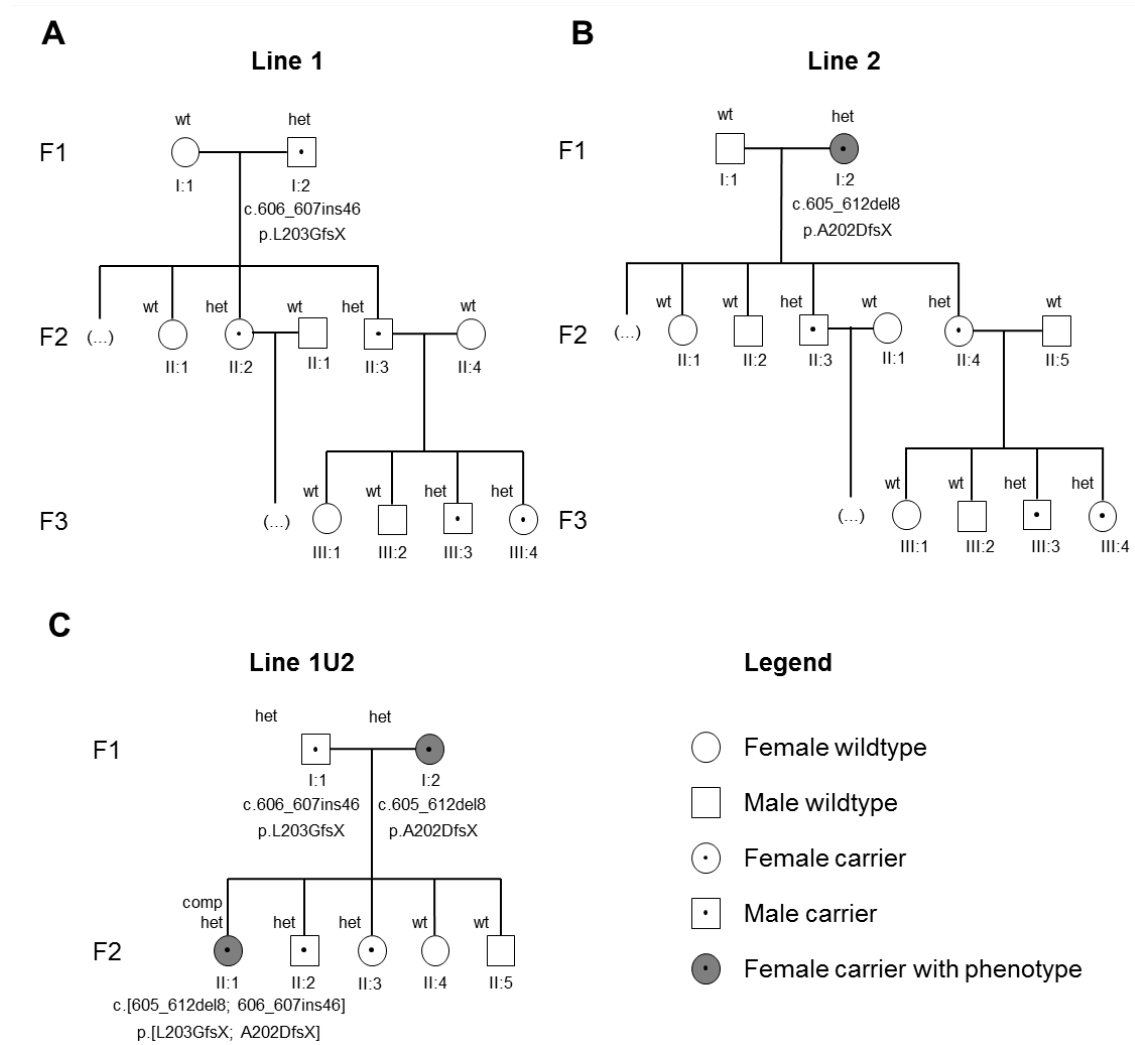 A
Line 1
wt
het
F1
I:1
I:2
c.606_607ins46
p.L203GfsX
wt
het
wt
het
wt
F2
(...)
II:1
II:2
II:1
II:3
II:4
wt
wt
het
het
F3
(...)
III:1
III:2
III:3
III:4
B
Line 2
wt
het
F1
I:1
I:2
c.605_612del8
p.A202DfsX
wt
wt
het
wt
het
wt
F2
(...)
II:1
II:2
II:3
II:1
II:4
II:5
wt
wt
het
het
F3
(...)
III:1
III:2
III:3
III:4
C
Line 1U2
het
het
F1
I:1
I:2
c.606_607ins46
c.605_612del8
p.L203GfsX
p.A202DfsX
comp
het
het
het
wt
wt
F2
II:1
II:2
II:3
II:4
II:5
c.[605_612del8; 606_607ins46]
p.[L203GfsX; A202DfsX]
Legend
Female wildtype
Male wildtype
Female carrier
Male carrier
Female carrier with phenotype